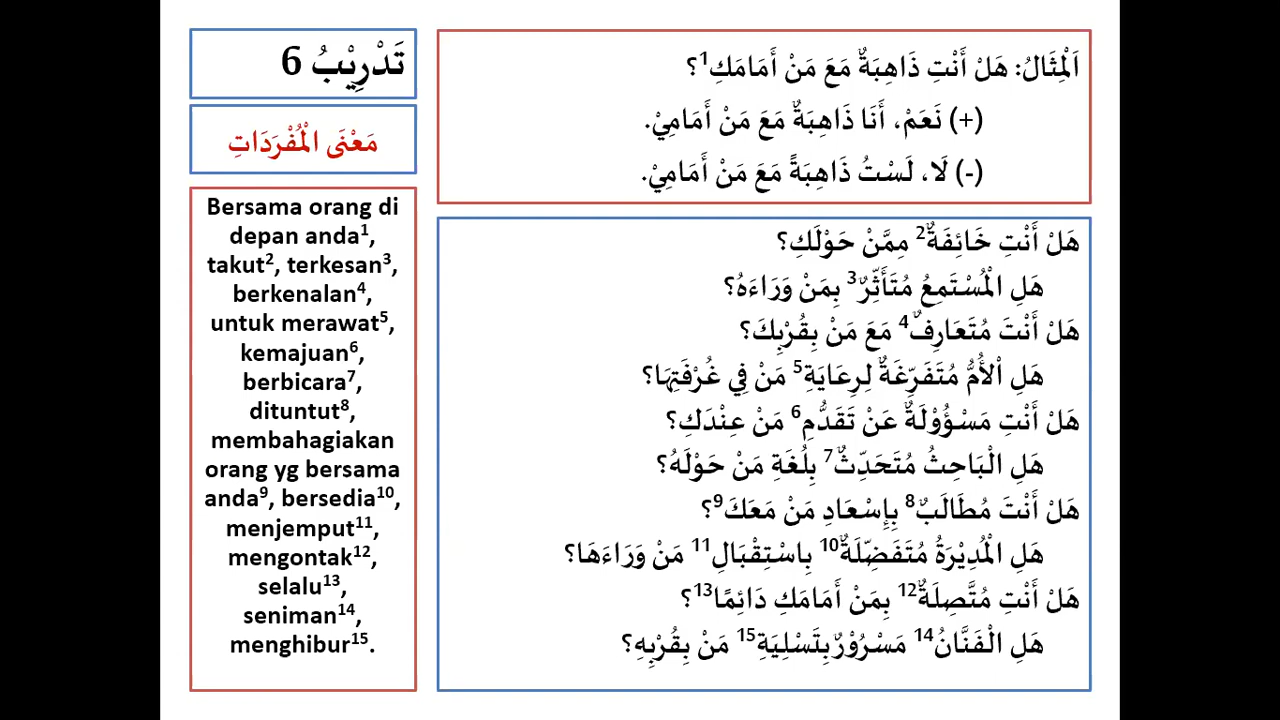 تَدْرِيْبُ 6
مَعْنَى الْمُفْرَدَاتِ
Bersama orang di
depan anda¹,
takut², terkesan³,
berkenalan⁴,
untuk merawat⁵,
kemajuan⁶,
berbicara⁷,
dituntut⁸,
membahagiakan
orang yg bersama
anda⁹, bersedia¹⁰,
menjemput¹¹,
mengontak¹²,
selalu¹³,
seniman¹⁴,
menghibur¹⁵.
اَلْمِثَالُ: هَلْ أَنْتِ ذَاهِبَةٌ مَعَ مَنْ أَمَامَكِ¹؟
(+) نَعَمْ، أَنَا ذَاهِبَةٌ مَعَ مَنْ أَمَامِيْ.
(-) لَا، لَسْتُ ذَاهِبَةً مَعَ مَنْ أَمَامِيْ.
هَلْ أَنْتِ خَائِفَةٌ² مِمَّنْ حَوْلَكِ؟
هَلِ الْمُسْتَمِعُ مُتَأَثِّرٌ³ بِمَنْ وَرَاءَهُ؟
هَلْ أَنْتَ مُتَعَارِفٌ⁴ مَعَ مَنْ بِقُرْبِكَ؟
هَلِ اْلأُمُّ مُتَفَرِّغَةٌ لِرِعَايَةِ⁵ مَنْ فِي غُرْفَتِهَا؟
هَلْ أَنْتِ مَسْؤُوْلَةٌ عَنْ تَقَدُّمِ⁶ مَنْ عِنْدَكِ؟
هَلِ الْبَاحِثُ مُتَحَدِّثٌ⁷ بِلُغَةِ مَنْ حَوْلَهُ؟
هَلْ أَنْتَ مُطَالَبٌ⁸ بِإِسْعَادِ مَنْ مَعَكَ⁹؟
هَلِ الْمُدِيْرَةُ مُتَفَضِّلَةٌ¹⁰ بِاسْتِقْبَالِ¹¹ مَنْ وَرَاءَهَا؟
هَلْ أَنْتِ مُتَّصِلَةٌ¹² بِمَنْ أَمَامَكِ دَائِمًا¹³؟
هَلِ الْفَنَّانُ¹⁴ مَسْرُوْرٌ بِتَسْلِيَةِ¹⁵ مَنْ بِقُرْبِهِ؟